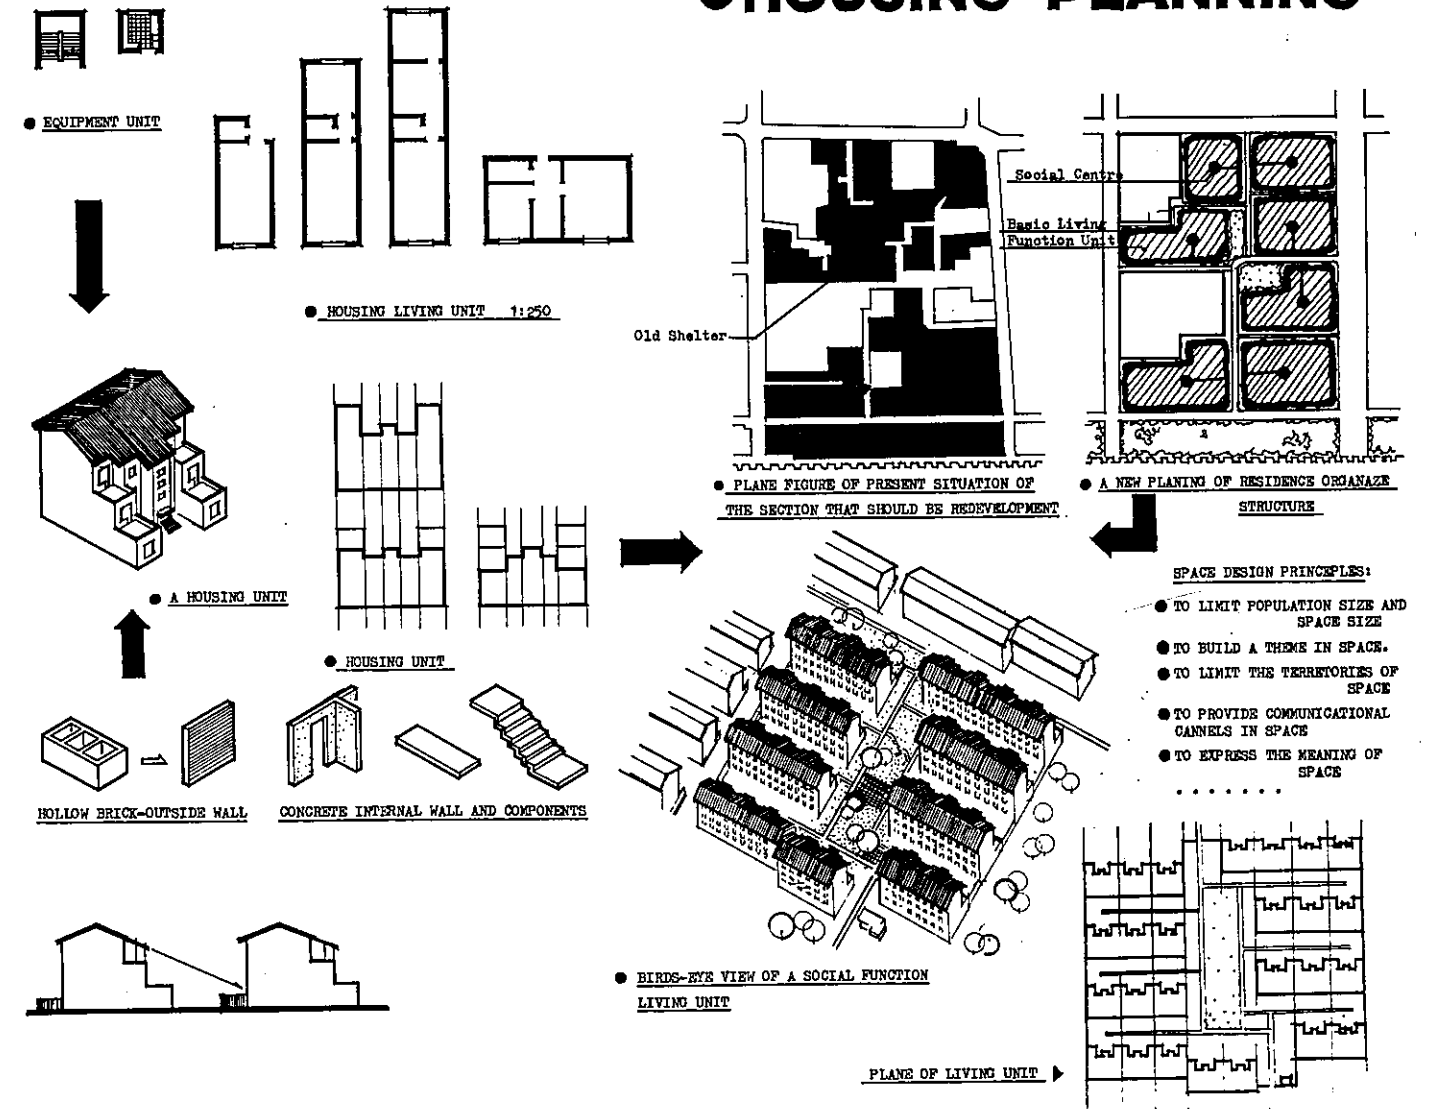 HOUSING PLANNING
EQUIPMENT UNIT
HOUSING LIVING UNIT 1:250
Social Centre
Basic Living
Function Unit
Old Shelter
PLANE FIGURE OF PRESENT SITUATION OF
THE SECTION THAT SHOULD BE REDEVELOPMENT
A NEW PLANING OF RESIDENCE ORGANAZE
STRUCTURE
A HOUSING UNIT
HOUSING UNIT
SPACE DESIGN PRINCEPLES:
TO LIMIT POPULATION SIZE AND
SPACE SIZE
TO BUILD A THEME IN SPACE.
TO LIMIT THE TERRETORIES OF
SPACE
TO PROVIDE COMMUNICATIONAL
CANNELS IN SPACE
TO EXPRESS THE MEANING OF
SPACE
. . . . . . .
HOLLOW BRICK-OUTSIDE WALL
CONCRETE INTERNAL WALL AND COMPONENTS
BIRDS-EYE VIEW OF A SOCIAL FUNCTION
LIVING UNIT
PLANE OF LIVING UNIT